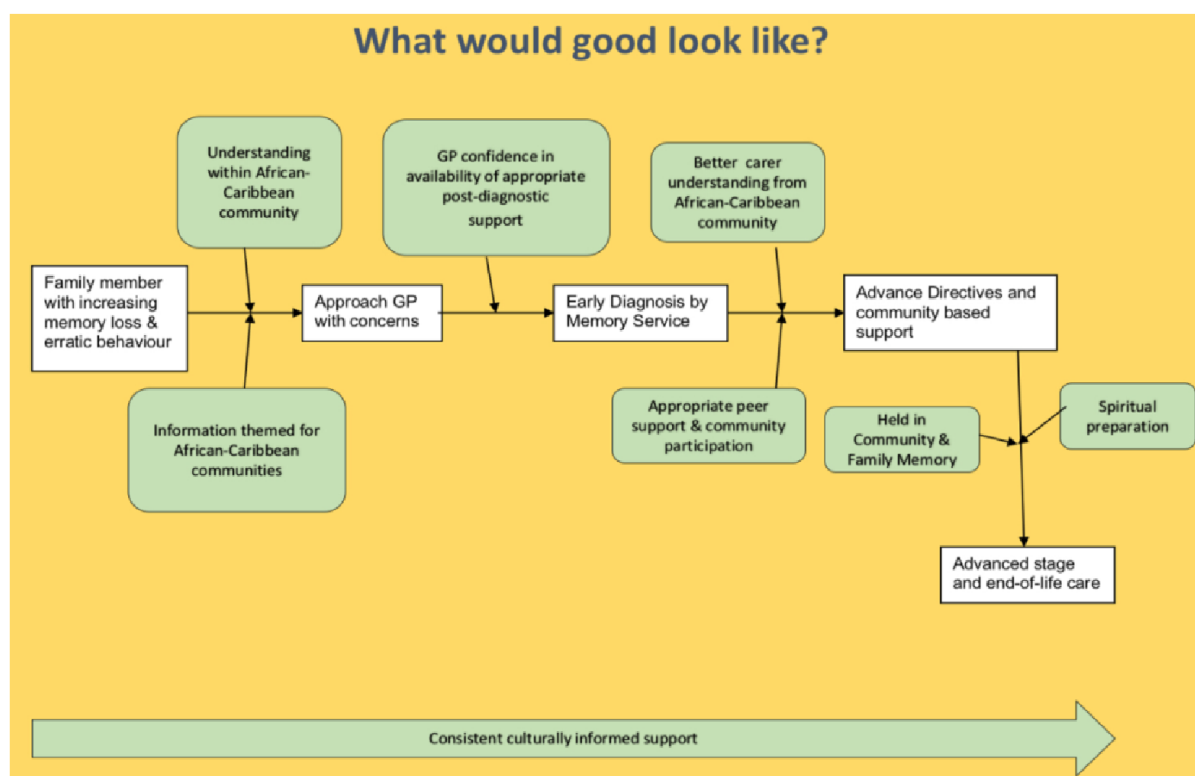 What would good look like?
Understanding
within African-
Caribbean
community
GP confidence in
availability of appropriate
post-diagnostic
support
Better carer
understanding from
African-Caribbean
community
Family member
with increasing
memory loss &
erratic behaviour
Approach GP
with concerns
Early Diagnosis by
Memory Service
Advance Directives and
community based
support
Information themed for
African-Caribbean
communities
Appropriate peer
support & community
participation
Held in
Community &
Family Memory
Spiritual
preparation
Advanced stage
and end-of-life care
Consistent culturally informed support